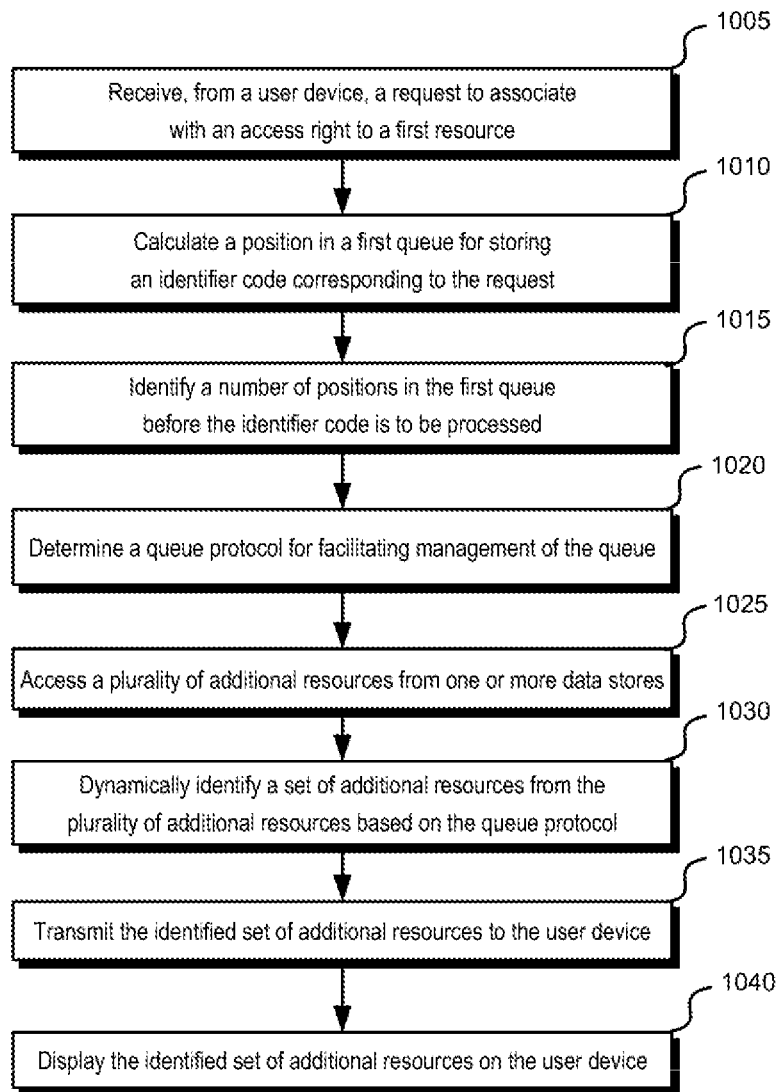 1005
Receive, from a user device, a request to associate
with an access right to a first resource
1010
Calculate a position in a first queue for storing
an identifier code corresponding to the request
1015
Identify a number of positions in the first queue
before the identifier code is to be processed
1020
Determine a queue protocol for facilitating management of the queue
1025
Access a plurality of additional resources from one or more data stores
1030
Dynamically identify a set of additional resources from the
plurality of additional resources based on the queue protocol
1035
Transmit the identified set of additional resources to the user device
1040
Display the identified set of additional resources on the user device